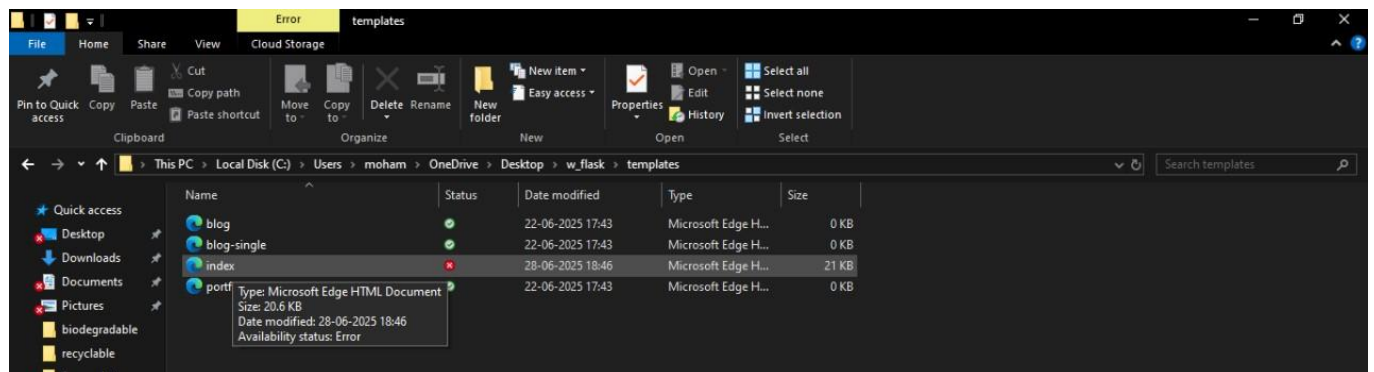 Error templates
File Home Share View Cloud Storage
Pin to Quick access
Copy
Paste
Cut
Copy path
Paste shortcut
Move to
Copy to
Delete
Rename
New folder
New item
Easy access
Properties
Open
Edit
History
Select all
Select none
Invert selection
Clipboard Organize New Open Select
This PC > Local Disk (C:) > Users > moham > OneDrive > Desktop > w_flask > templates
Search templates
Name Status Date modified Type Size
Quick access
Desktop
Downloads
Documents
Pictures
biodegradable
recyclable
blog 22-06-2025 17:43 Microsoft Edge H... 0 KB
blog-single 22-06-2025 17:43 Microsoft Edge H... 0 KB
index 28-06-2025 18:46 Microsoft Edge H... 21 KB
portf 22-06-2025 17:43 Microsoft Edge H... 0 KB
Type: Microsoft Edge HTML Document
Size: 20.6 KB
Date modified: 28-06-2025 18:46
Availability status: Error